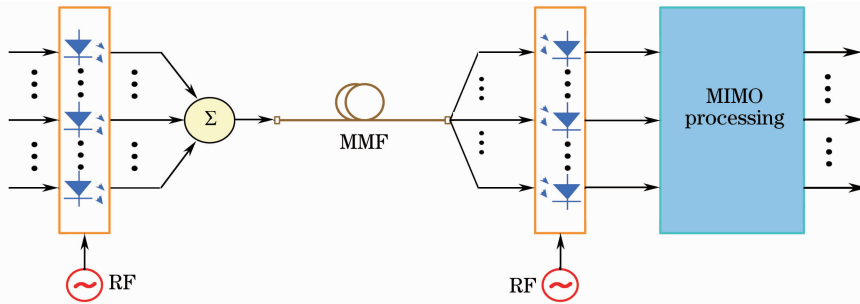 Σ
MMF
MIMO
processing
RF
RF